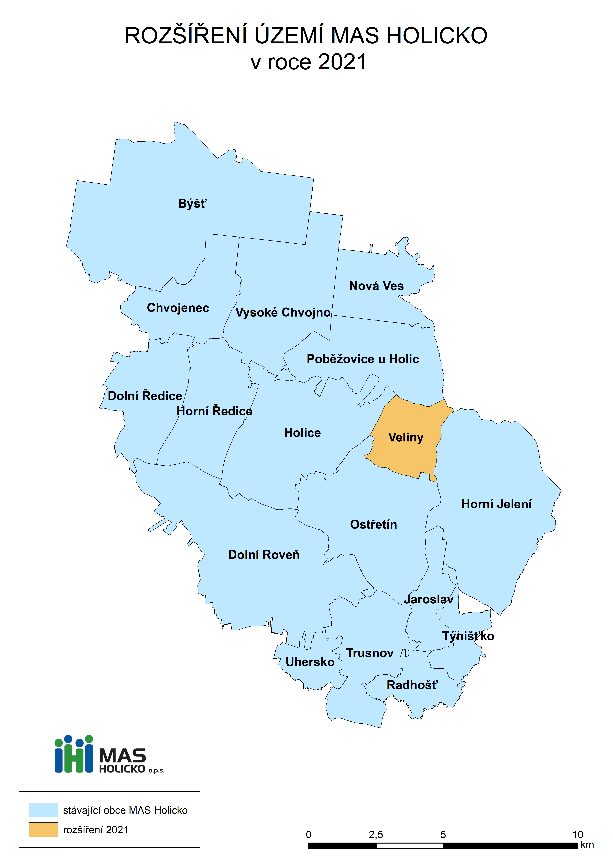 ROZŠÍŘENÍ ÚZEMÍ MAS HOLICKO
v roce 2021
Býšť
Nová Ves
Chvojenec
Vysoké Chvojno
Poběžovice u Holic
Dolní Ředice
Horní Ředice
Holice
Veliny
Horní Jelení
Ostřetín
Dolní Roveň
Jaroslav
Týnišťko
Trusnov
Uhersko
Radhošť
MAS
HOLICKO o.p.s.
stávající obce MAS Holicko
rozšíření 2021
0 2,5 5 10
km